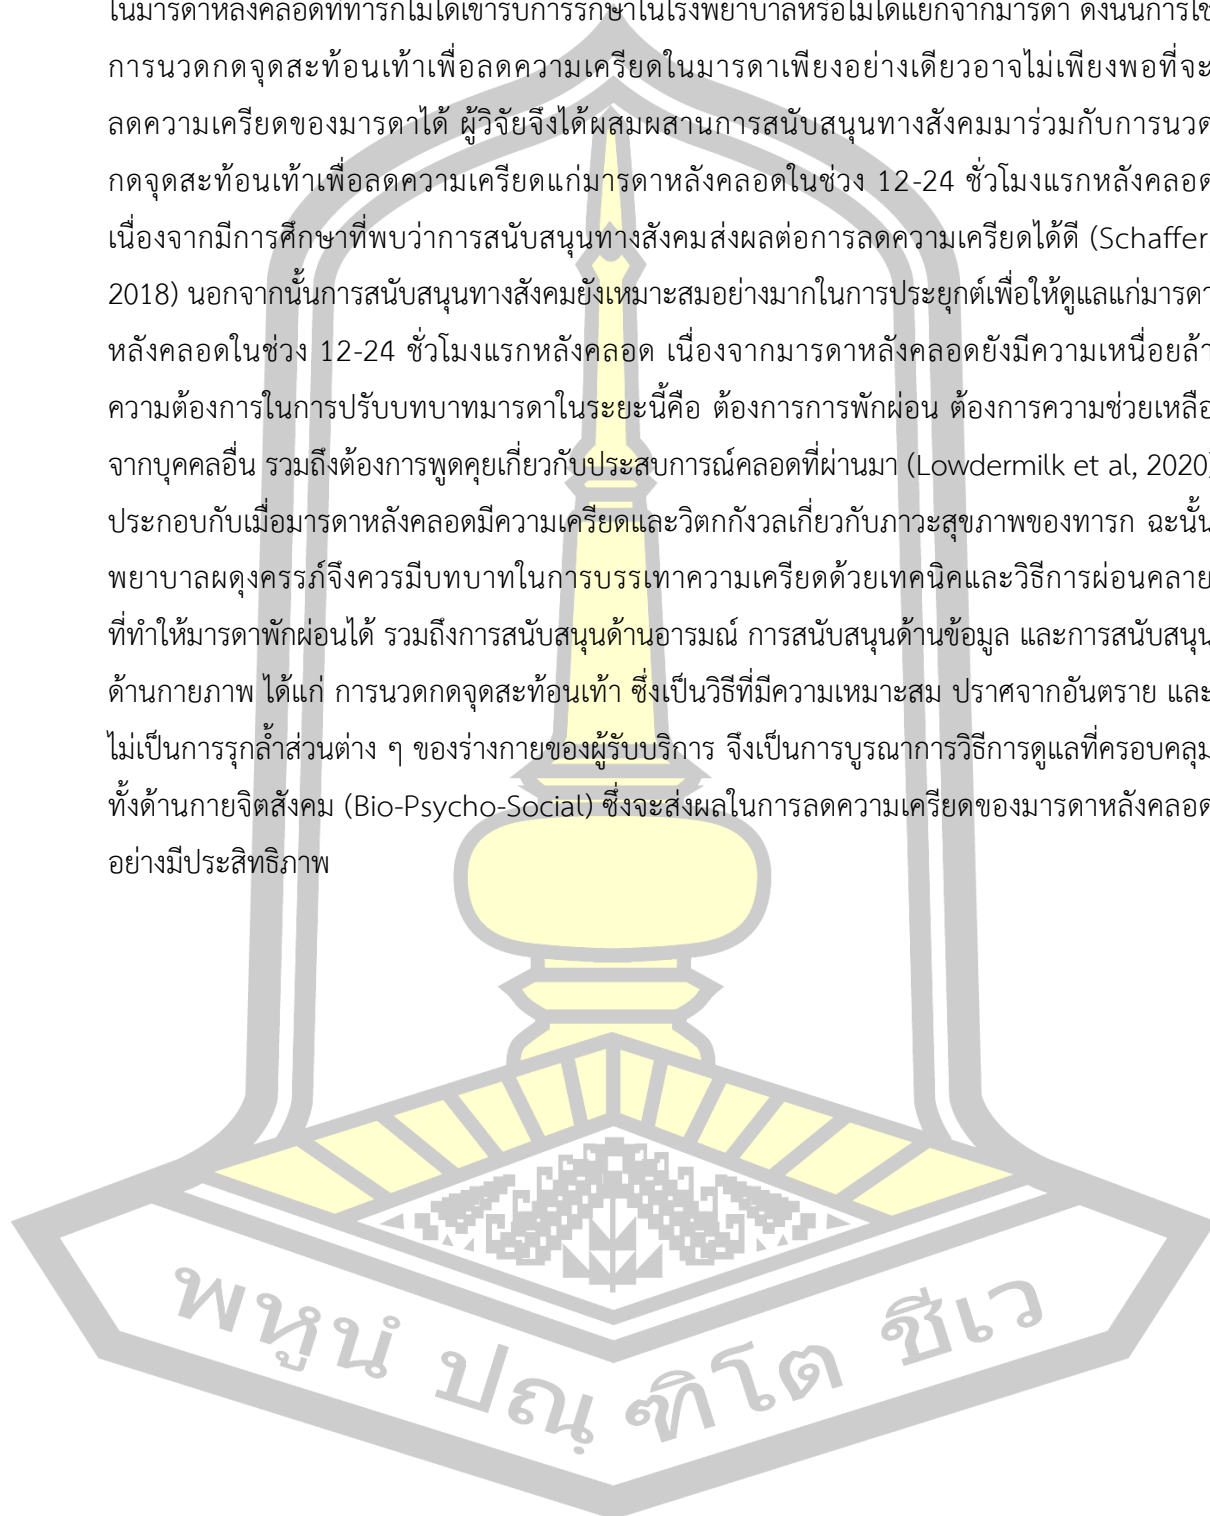 ในมารดาหลังคลอดที่ทารกไม่ได้เข้ารับการรักษาในโรงพยาบาลหรือไม่ได้แยกจากมารดา ดังนั้นการใช้
การนวดกดจุดสะท้อนเท้าเพื่อลดความเครียดในมารดาเพียงอย่างเดียวอาจไม่เพียงพอที่จะ
ลดความเครียดของมารดาได้ ผู้วิจัยจึงได้ผสมผสานการสนับสนุนทางสังคมมาร่วมกับการนวด
กดจุดสะท้อนเท้าเพื่อลดความเครียดแก่มารดาหลังคลอดในช่วง 12-24 ชั่วโมงแรกหลังคลอด
เนื่องจากมีการศึกษาที่พบว่าการสนับสนุนทางสังคมส่งผลต่อการลดความเครียดได้ดี (Schaffer
2018) นอกจากนั้นการสนับสนุนทางสังคมยังเหมาะสมอย่างมากในการประยุกต์เพื่อให้ดูแลแก่มารดา
หลังคลอดในช่วง 12-24 ชั่วโมงแรกหลังคลอด เนื่องจากมารดาหลังคลอดยังมีความเหนื่อยล้า
ความต้องการในการปรับบทบาทมารดาในระยะนี้คือ ต้องการการพักผ่อน ต้องการความช่วยเหลือ
จากบุคคลอื่น รวมถึงต้องการพูดคุยเกี่ยวกับประสบการณ์คลอดที่ผ่านมา (Lowdermilk et al, 2020)
ประกอบกับเมื่อมารดาหลังคลอดมีความเครียดและวิตกกังวลเกี่ยวกับภาวะสุขภาพของทารก ฉะนั้น
พยาบาลผดุงครรภ์จึงควรมีบทบาทในการบรรเทาความเครียดด้วยเทคนิคและวิธีการผ่อนคลาย
ที่ทำให้มารดาพักผ่อนได้ รวมถึงการสนับสนุนด้านอารมณ์ การสนับสนุนด้านข้อมูล และการสนับสนุน
ด้านกายภาพ ได้แก่ การนวดกดจุดสะท้อนเท้า ซึ่งเป็นวิธีที่มีความเหมาะสม ปราศจากอันตราย และ
ไม่เป็นการรุกล้ำส่วนต่าง ๆ ของร่างกายของผู้รับบริการ จึงเป็นการบูรณาการวิธีการดูแลที่ครอบคลุม
ทั้งด้านกายจิตสังคม (Bio-Psycho-Social) ซึ่งจะส่งผลในการลดความเครียดของมารดาหลังคลอด
อย่างมีประสิทธิภาพ
พหูนํ ปณฺฑิโต ชีเว